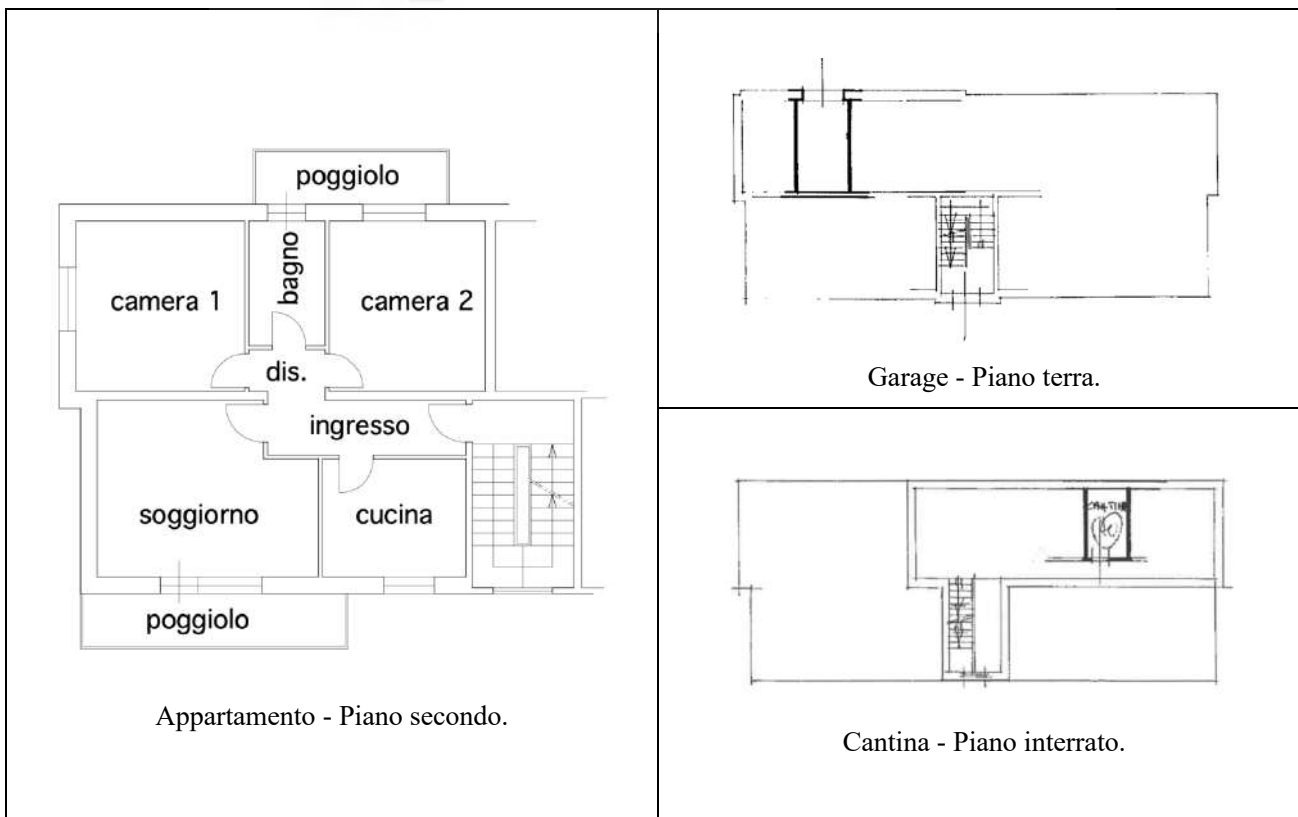 poggiolo
bagno
camera 1
camera 2
dis.
ingresso
soggiorno
cucina
poggiolo
Appartamento - Piano secondo.
Garage - Piano terra.
CANTINA
Cantina - Piano interrato.